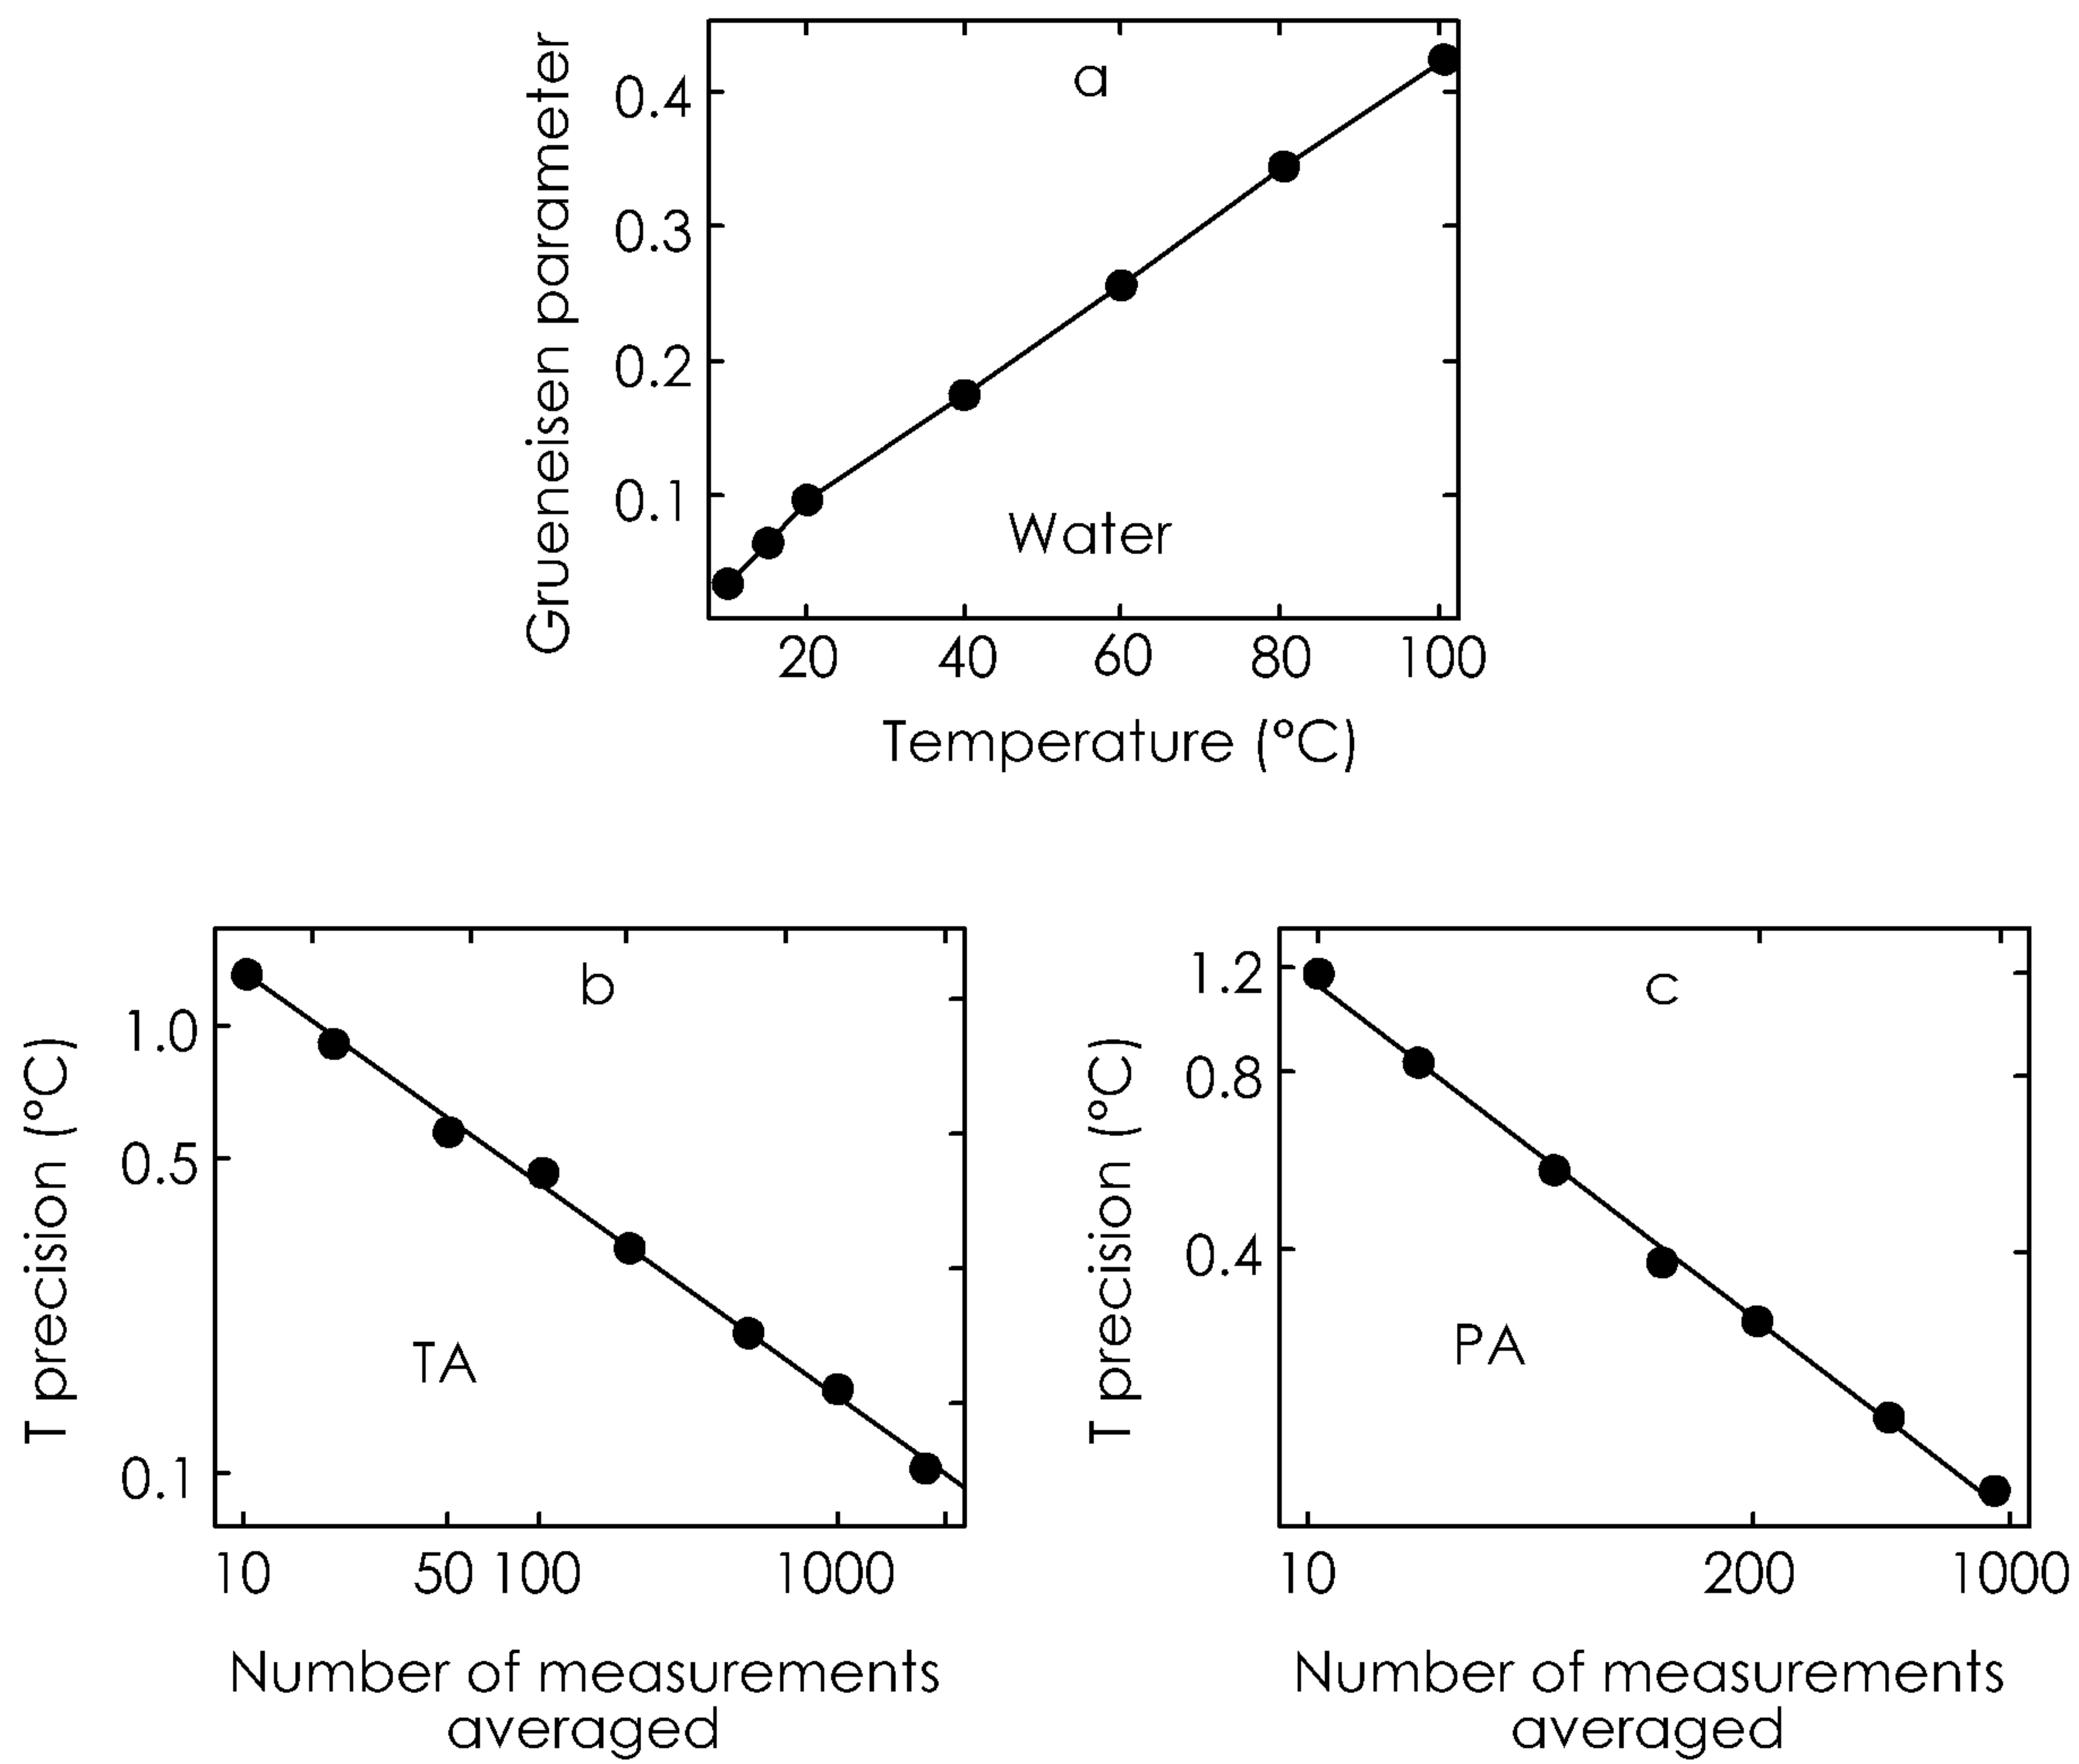 Grueneisen parameter
0.4
0.3
0.2
0.1
a
Water
20 40 60 80 100
Temperature (°C)
T precision (°C)
1.0
0.5
0.1
b
TA
10 50 100 1000
Number of measurements
averaged
T precision (°C)
1.2
0.8
0.4
c
PA
10 200 1000
Number of measurements
averaged